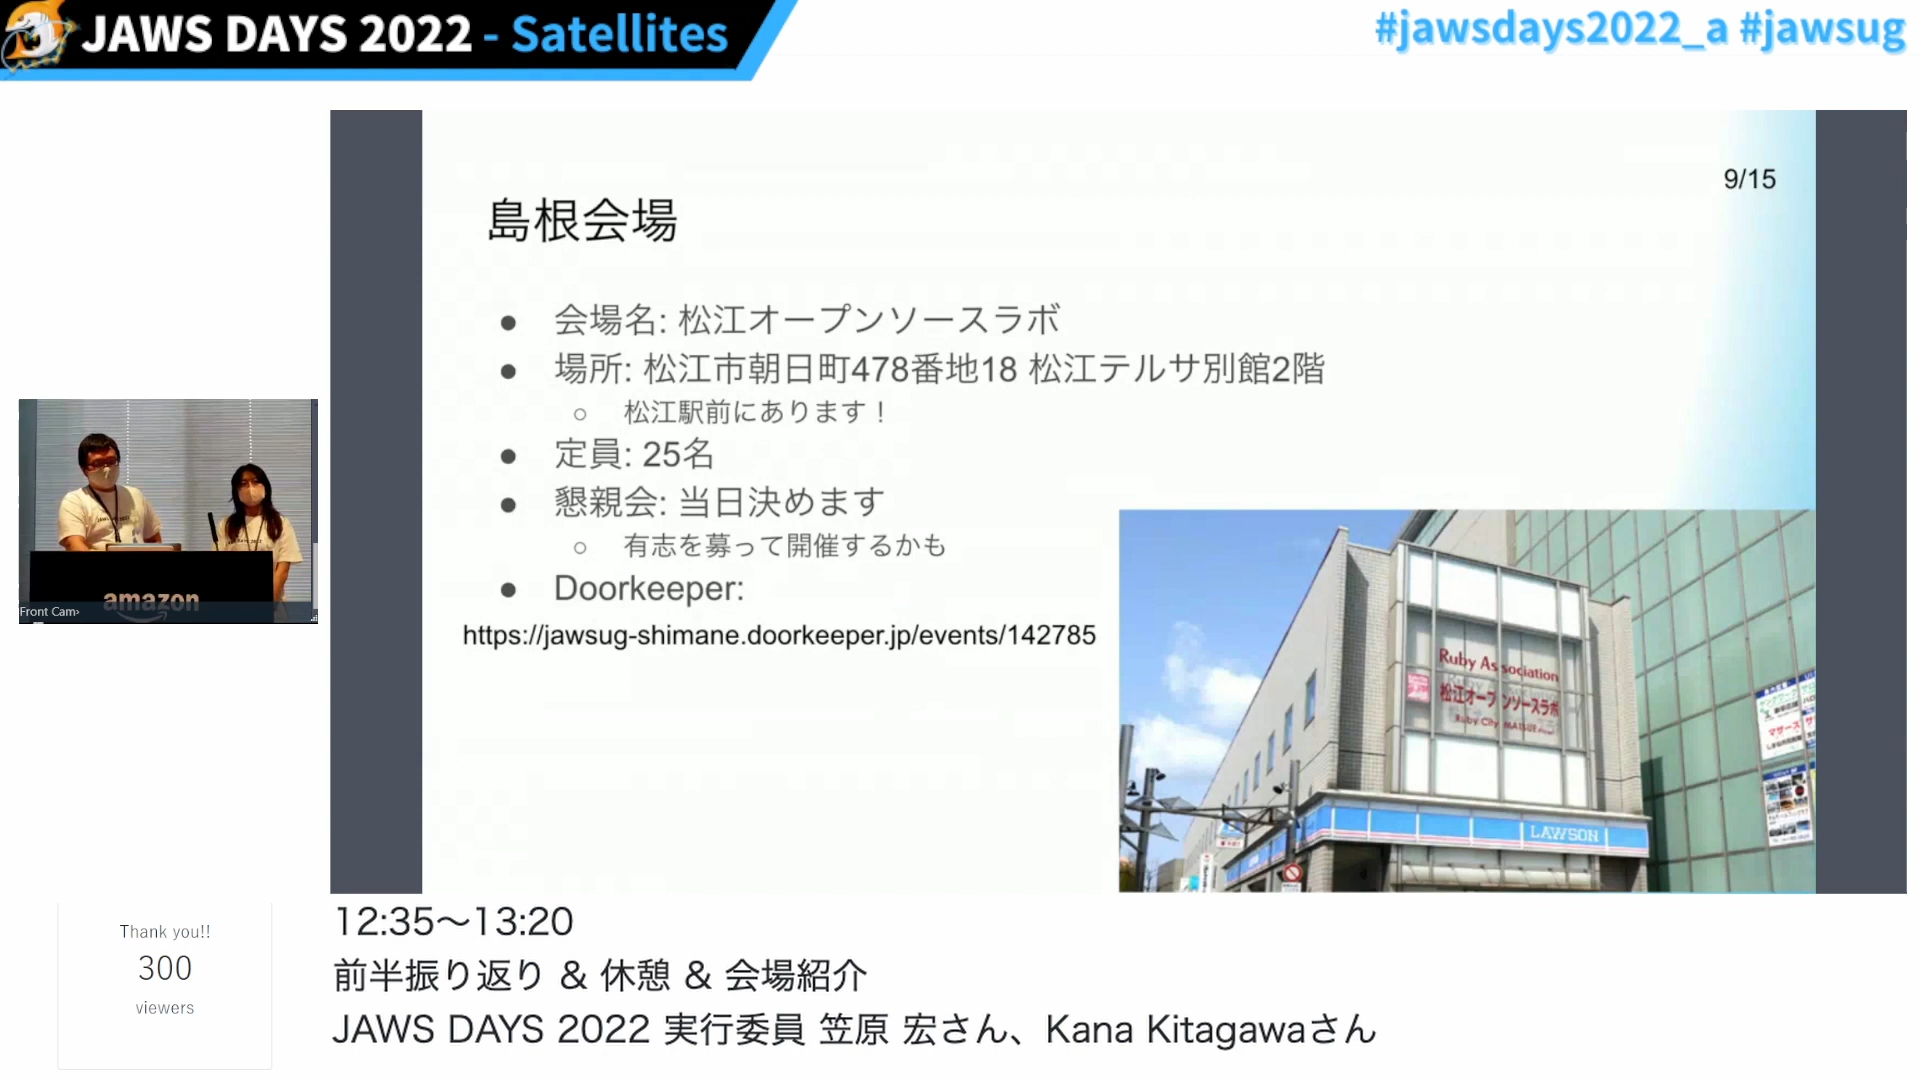 JAWS DAYS 2022 - Satellites
#jawsdays2022_a #jawsug
9/15
島根会場
● 会場名: 松江オープンソースラボ
● 場所: 松江市朝日町478番地18 松江テルサ別館2階
○ 松江駅前にあります！
● 定員: 25名
● 懇親会: 当日決めます
○ 有志を募って開催するかも
● Doorkeeper:
https://jawsug-shimane.doorkeeper.jp/events/142785
Ruby Association
松江オープンソースラボ
Ruby City MATSUE
LAWSON
amazon
Front Cam
Thank you!!
300
viewers
12:35〜13:20
前半振り返り & 休憩 & 会場紹介
JAWS DAYS 2022 実行委員 笠原 宏さん、Kana Kitagawaさん